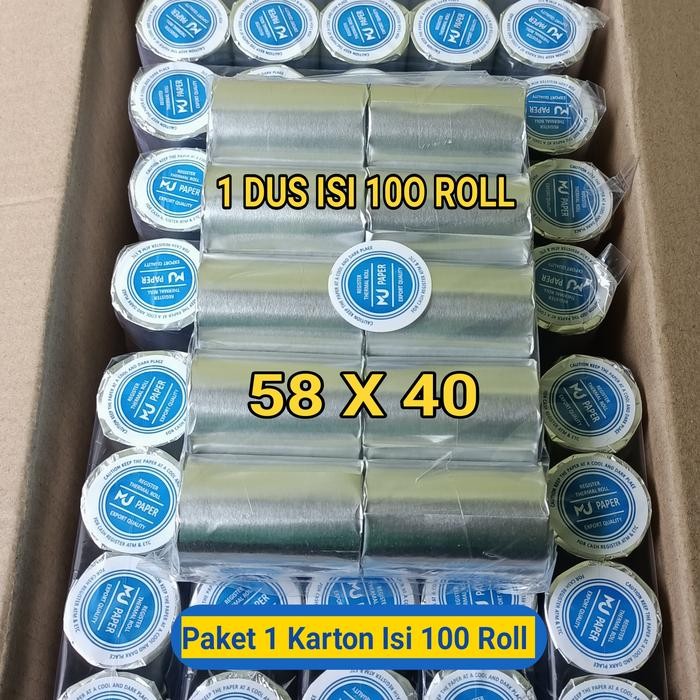 1 DUS ISI 100 ROLL
CAUTION KEEP THE PAPER AT A COOL AND DARK PLACE
REGISTER
THERMAL ROLL
MJ PAPER
EXPORT QUALITY
FOR CASH REGISTER ATM & ETC
58 X 40
Paket 1 Karton Isi 100 Roll